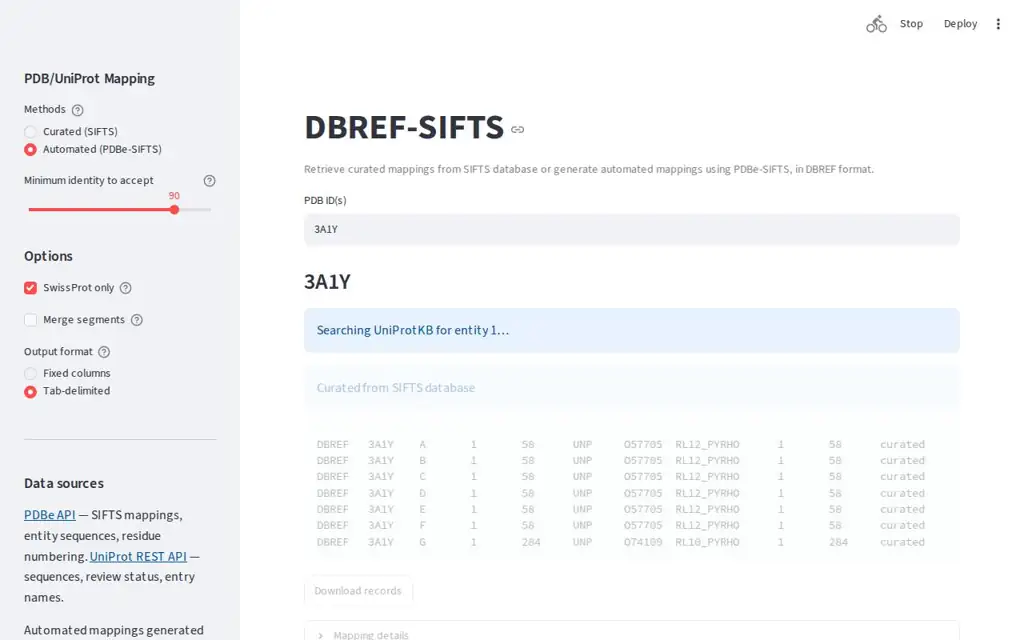 Stop Deploy
PDB/UniProt Mapping
Methods
Curated (SIFTS)
Automated (PDBe-SIFTS)
Minimum identity to accept
90
Options
SwissProt only
Merge segments
Output format
Fixed columns
Tab-delimited
Data sources
PDBe API — SIFTS mappings,
entity sequences, residue
numbering. UniProt REST API —
sequences, review status, entry
names.
Automated mappings generated
DBREF-SIFTS
Retrieve curated mappings from SIFTS database or generate automated mappings using PDBe-SIFTS, in DBREF format.
PDB ID(s)
3A1Y
3A1Y
Searching UniProtKB for entity 1...
Curated from SIFTS database
DBREF 3A1Y A 1 58 UNP O57705 RL12_PYRHO 1 58 curated
DBREF 3A1Y B 1 58 UNP O57705 RL12_PYRHO 1 58 curated
DBREF 3A1Y C 1 58 UNP O57705 RL12_PYRHO 1 58 curated
DBREF 3A1Y D 1 58 UNP O57705 RL12_PYRHO 1 58 curated
DBREF 3A1Y E 1 58 UNP O57705 RL12_PYRHO 1 58 curated
DBREF 3A1Y F 1 58 UNP O57705 RL12_PYRHO 1 58 curated
DBREF 3A1Y G 1 284 UNP O74109 RL10_PYRHO 1 284 curated
Download records
Mapping details